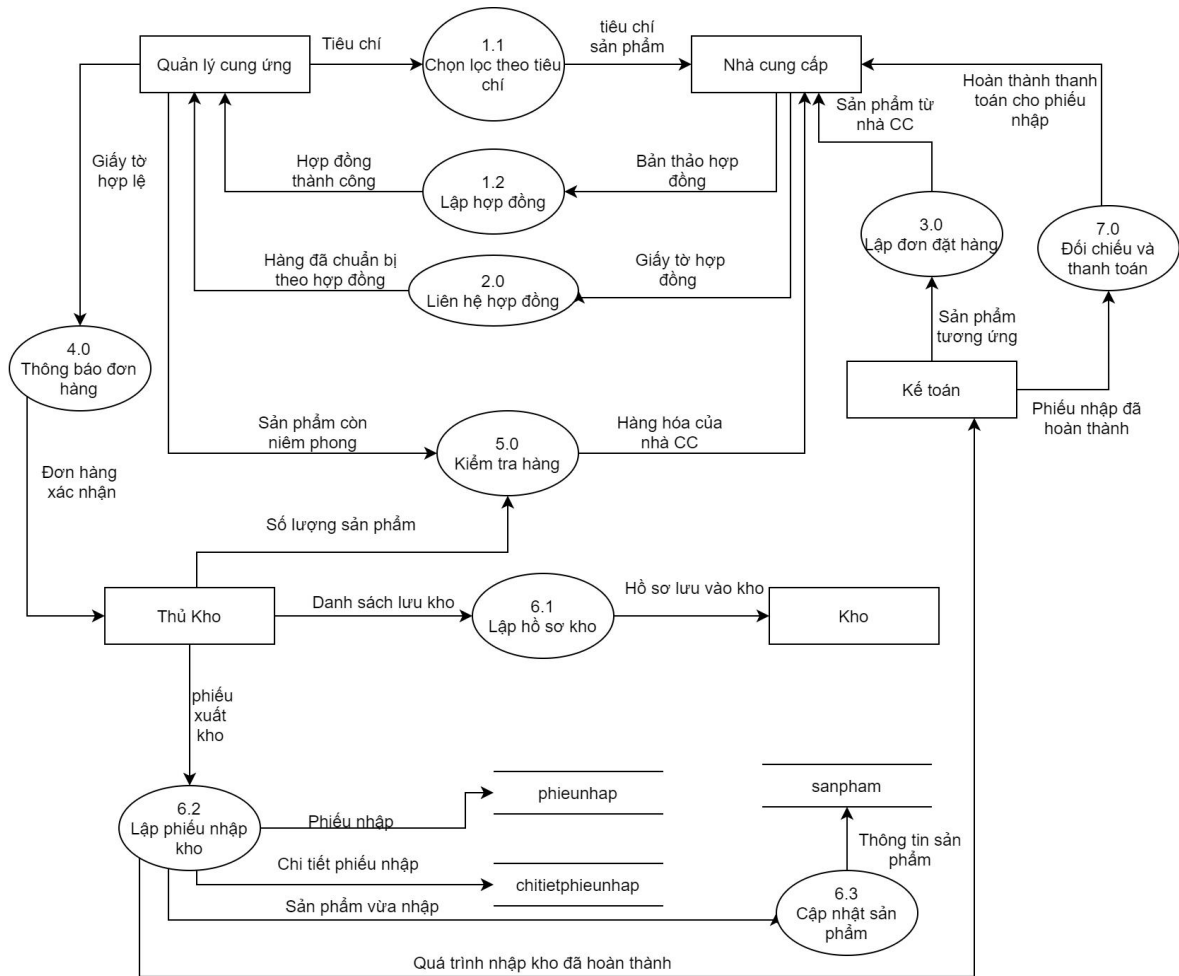 Quản lý cung ứng
Tiêu chí
1.1
Chọn lọc theo tiêu
chí
tiêu chí
sản phẩm
Nhà cung cấp
Hoàn thành thanh
toán cho phiếu
nhập
Sản phẩm từ
nhà CC
Giấy tờ
hợp lệ
Hợp đồng
thành công
1.2
Lập hợp đồng
Bản thảo hợp
đồng
3.0
Lập đơn đặt hàng
7.0
Đối chiếu và
thanh toán
Hàng đã chuẩn bị
theo hợp đồng
2.0
Liên hệ hợp đồng
Giấy tờ hợp
đồng
Sản phẩm
tương ứng
4.0
Thông báo đơn
hàng
Kế toán
Phiếu nhập đã
hoàn thành
Sản phẩm còn
niêm phong
5.0
Kiểm tra hàng
Hàng hóa của
nhà CC
Đơn hàng
xác nhận
Số lượng sản phẩm
Thủ Kho
Danh sách lưu kho
6.1
Lập hồ sơ kho
Hồ sơ lưu vào kho
Kho
phiếu
xuất
kho
6.2
Lập phiếu nhập
kho
Phiếu nhập
phieunhap
sanpham
Chi tiết phiếu nhập
chitietphieunhap
Thông tin sản
phẩm
Sản phẩm vừa nhập
6.3
Cập nhật sản
phẩm
Quá trình nhập kho đã hoàn thành